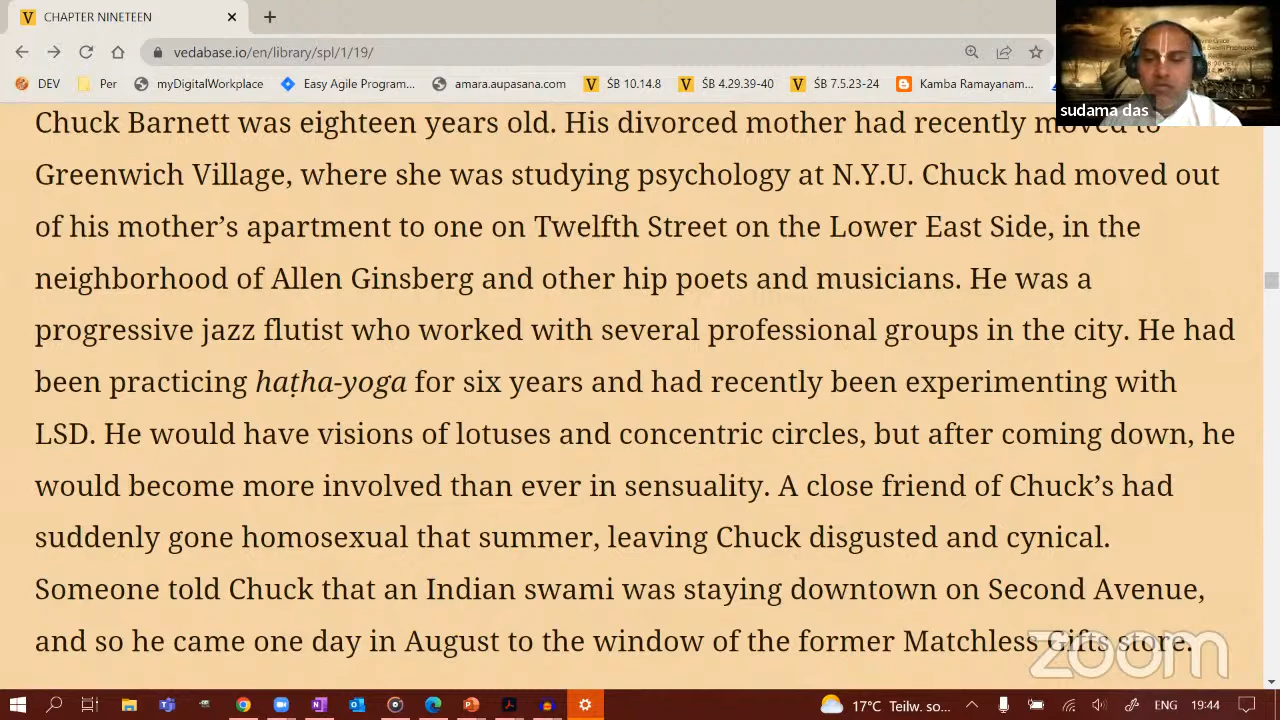 CHAPTER NINETEEN
vedabase.io/en/library/spl/1/19/
DEV
Per
myDigitalWorkplace
Easy Agile Program...
amara.aupasana.com
ŚB 10.14.8
ŚB 4.29.39-40
ŚB 7.5.23-24
Kamba Ramayanam...
sudama das
Chuck Barnett was eighteen years old. His divorced mother had recently moved to
Greenwich Village, where she was studying psychology at N.Y.U. Chuck had moved out
of his mother’s apartment to one on Twelfth Street on the Lower East Side, in the
neighborhood of Allen Ginsberg and other hip poets and musicians. He was a
progressive jazz flutist who worked with several professional groups in the city. He had
been practicing haṭha-yoga for six years and had recently been experimenting with
LSD. He would have visions of lotuses and concentric circles, but after coming down, he
would become more involved than ever in sensuality. A close friend of Chuck’s had
suddenly gone homosexual that summer, leaving Chuck disgusted and cynical.
Someone told Chuck that an Indian swami was staying downtown on Second Avenue,
and so he came one day in August to the window of the former Matchless Gifts store.
zoom
17°C Teilw. so...
ENG
19:44